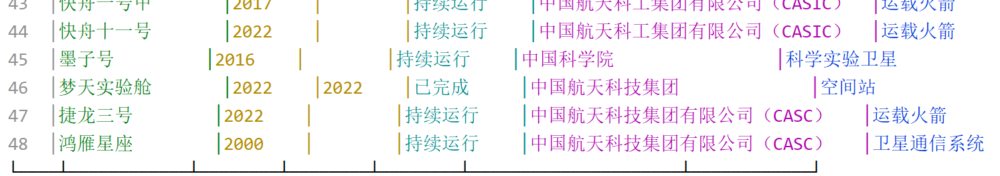 43 快舟一号甲 2017 持续运行 中国航天科工集团有限公司（CASIC） 运载火箭
44 快舟十一号 2022 持续运行 中国航天科工集团有限公司（CASIC） 运载火箭
45 墨子号 2016 持续运行 中国科学院 科学实验卫星
46 梦天实验舱 2022 2022 已完成 中国航天科技集团 空间站
47 捷龙三号 2022 持续运行 中国航天科技集团有限公司（CASC） 运载火箭
48 鸿雁星座 2000 持续运行 中国航天科技集团有限公司（CASC） 卫星通信系统